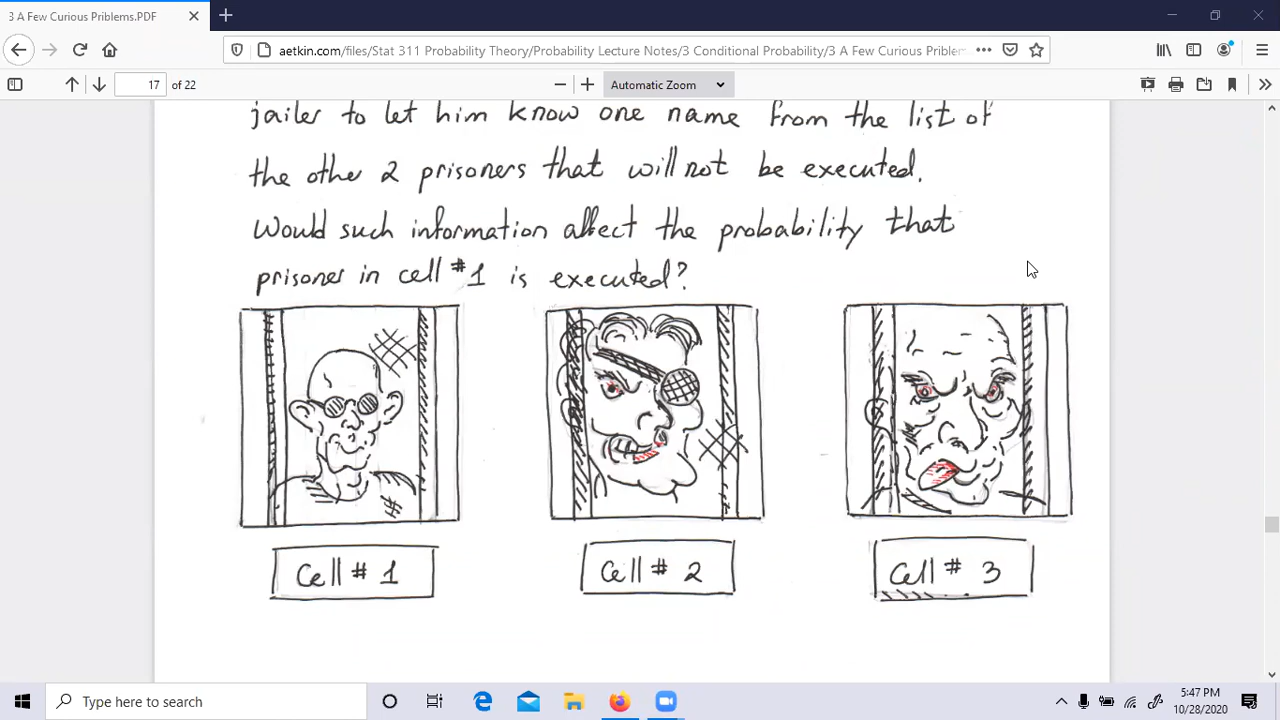 3 A Few Curious Priblems.PDF
aetkin.com/files/Stat 311 Probability Theory/Probability Lecture Notes/3 Conditional Probability/3 A Few Curious Priblem
17 of 22
Automatic Zoom
jailer to let him know one name from the list of
the other 2 prisoners that will not be executed.
Would such information affect the probability that
prisoner in cell #1 is executed?
Cell # 1
Cell # 2
Cell # 3
Type here to search
5:47 PM
10/28/2020